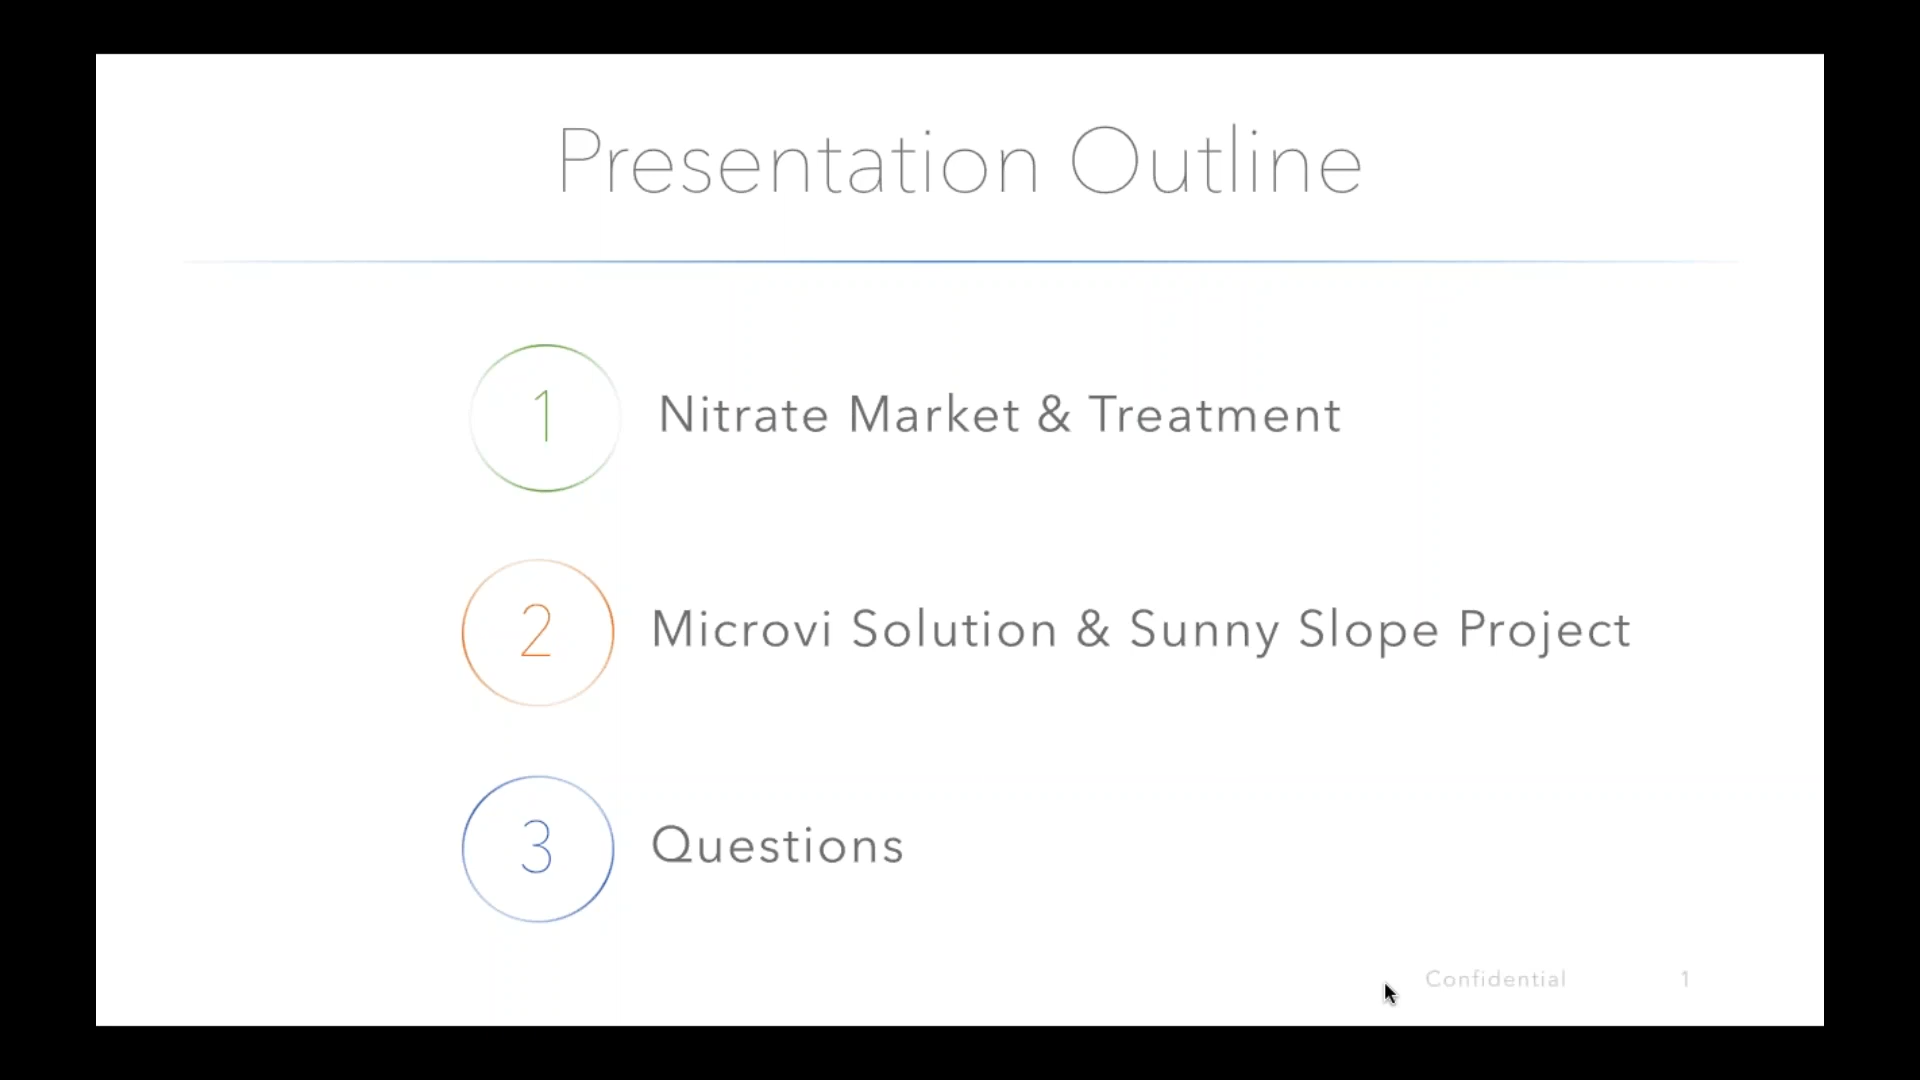 Presentation Outline
1 Nitrate Market & Treatment
2 Microvi Solution & Sunny Slope Project
3 Questions
Confidential 1